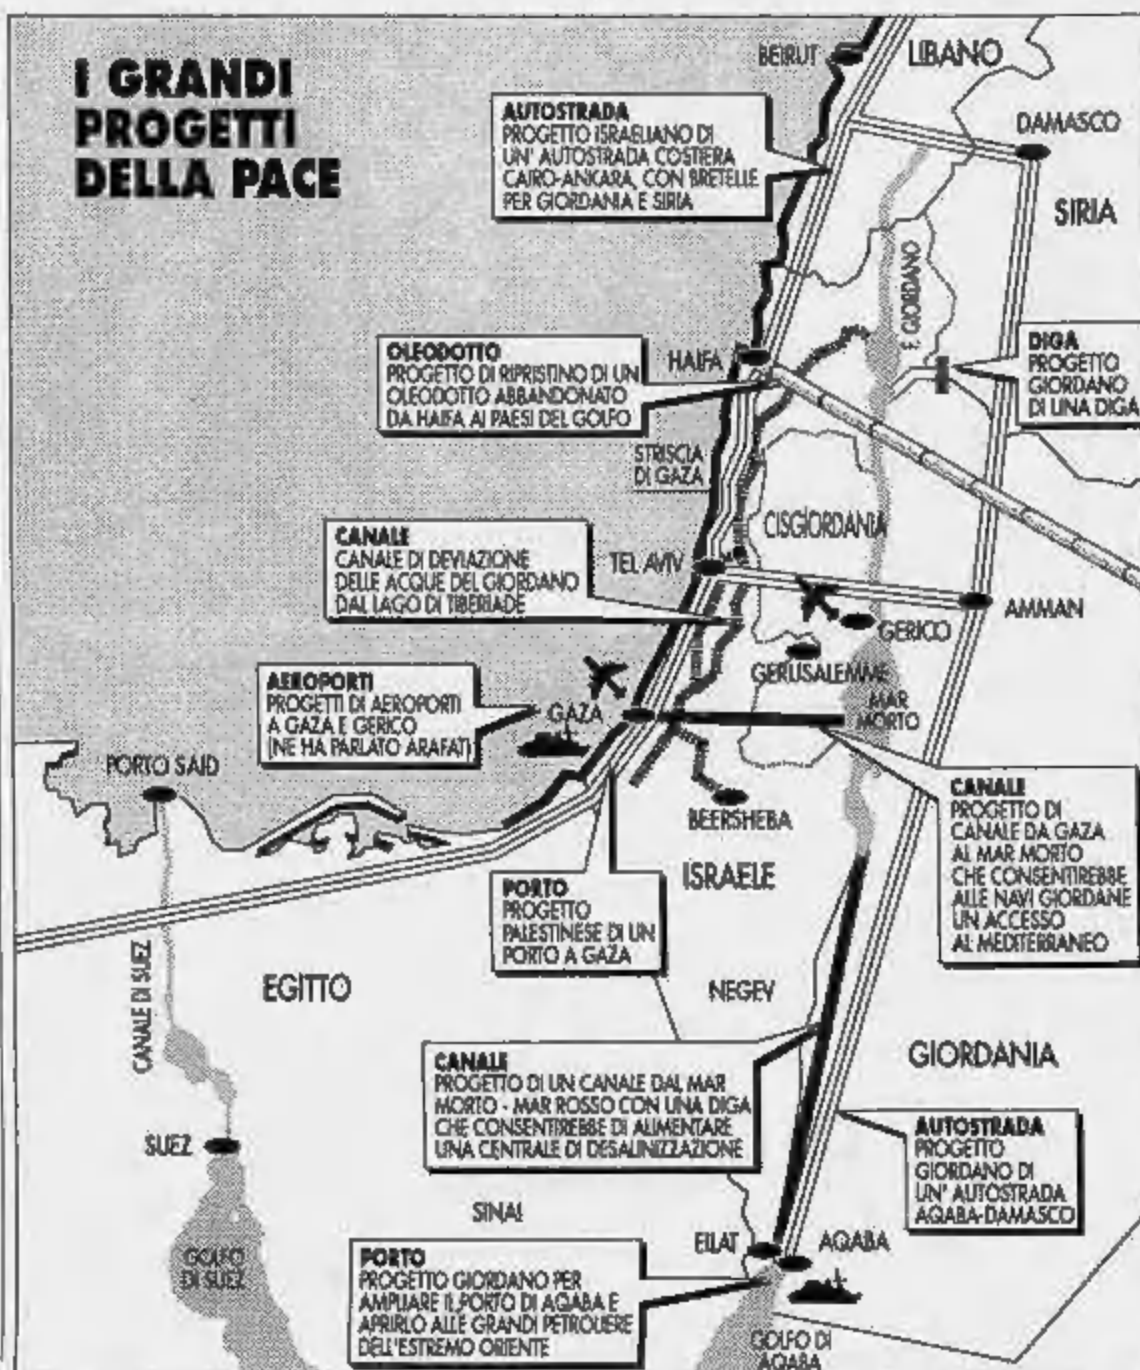 I GRANDI
PROGETTI
DELLA PACE
BEIRUT
LIBANO
AUTOSTRADA
PROGETTO ISRAELIANO DI
UN' AUTOSTRADA COSTIERA
CAIRO-ANKARA, CON BRETELLE
PER GIORDANIA E SIRIA
DAMASCO
SIRIA
F. GIORDANO
OLEODOTTO
PROGETTO DI RIPRISTINO DI UN
OLEODOTTO ABBANDONATO
DA HAIFA AI PAESI DEL GOLFO
HAIFA
DIGA
PROGETTO
GIORDANO
DI UNA DIGA
STRISCIA
DI GAZA
CISGIORDANIA
CANALE
CANALE DI DEVIAZIONE
DELLE ACQUE DEL GIORDANO
DAL LAGO DI TIBERIADE
TEL AVIV
AMMAN
GERICO
GERUSALEMME
MAR
MORTO
AEROPORTI
PROGETTI DI AEROPORTI
A GAZA E GERICO
(NE HA PARLATO ARAFAT)
GAZA
PORTO SAID
BEERSHEBA
CANALE
PROGETTO DI
CANALE DA GAZA
AL MAR MORTO
CHE CONSENTIREBBE
ALLE NAVI GIORDANE
UN ACCESSO
AL MEDITERRANEO
ISRAELE
PORTO
PROGETTO
PALESTINESE DI UN
PORTO A GAZA
EGITTO
NEGEV
CANALE DI SUEZ
GIORDANIA
CANALE
PROGETTO DI UN CANALE DAL MAR
MORTO - MAR ROSSO CON UNA DIGA
CHE CONSENTIREBBE DI ALIMENTARE
UNA CENTRALE DI DESALINIZZAZIONE
AUTOSTRADA
PROGETTO
GIORDANO DI
UN' AUTOSTRADA
AQABA-DAMASCO
SUEZ
SINAI
EILAT
AQABA
GOLFO
DI SUEZ
PORTO
PROGETTO GIORDANO PER
AMPLIARE IL PORTO DI AQABA E
APRIRLO ALLE GRANDI PETROLIERE
DELL'ESTREMO ORIENTE
GOLFO DI
AQABA